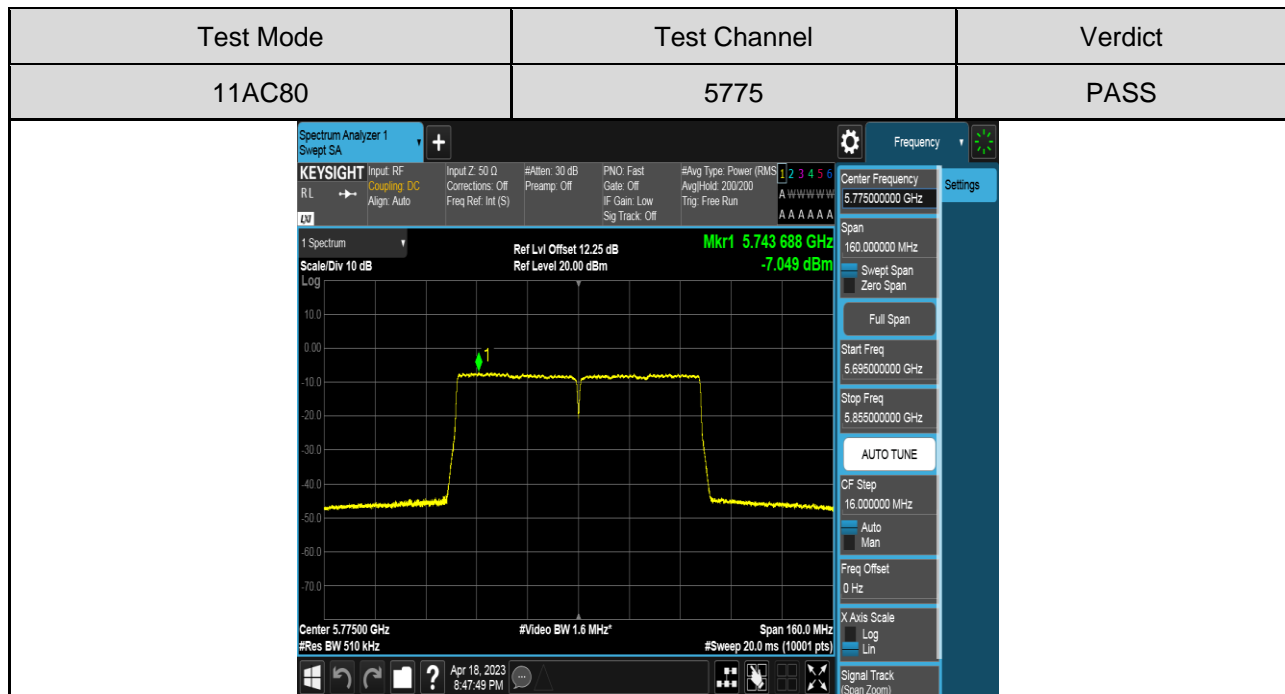 Test Mode Test Channel Verdict
11AC80 5775 PASS
Spectrum Analyzer 1
Swept SA
+
Frequency
KEYSIGHT
RL
LXI
Input: RF
Coupling: DC
Align: Auto
Input Z: 50 Ω
Corrections: Off
Freq Ref: Int (S)
#Atten: 30 dB
Preamp: Off
PNO: Fast
Gate: Off
IF Gain: Low
Sig Track: Off
#Avg Type: Power (RMS
Avg|Hold: 200/200
Trig: Free Run
1 2 3 4 5 6
A W W W W W
A A A A A A
1 Spectrum
Scale/Div 10 dB
Log
Ref Lvl Offset 12.25 dB
Ref Level 20.00 dBm
Mkr1 5.743 688 GHz
-7.049 dBm
10.0
0.00
-10.0
-20.0
-30.0
-40.0
-50.0
-60.0
-70.0
1
Center 5.77500 GHz
#Res BW 510 kHz
#Video BW 1.6 MHz*
Span 160.0 MHz
#Sweep 20.0 ms (10001 pts)
?
Apr 18, 2023
8:47:49 PM
Center Frequency
5.775000000 GHz
Settings
Span
160.000000 MHz
Swept Span
Zero Span
Full Span
Start Freq
5.695000000 GHz
Stop Freq
5.855000000 GHz
AUTO TUNE
CF Step
16.000000 MHz
Auto
Man
Freq Offset
0 Hz
X Axis Scale
Log
Lin
Signal Track
(Span Zoom)